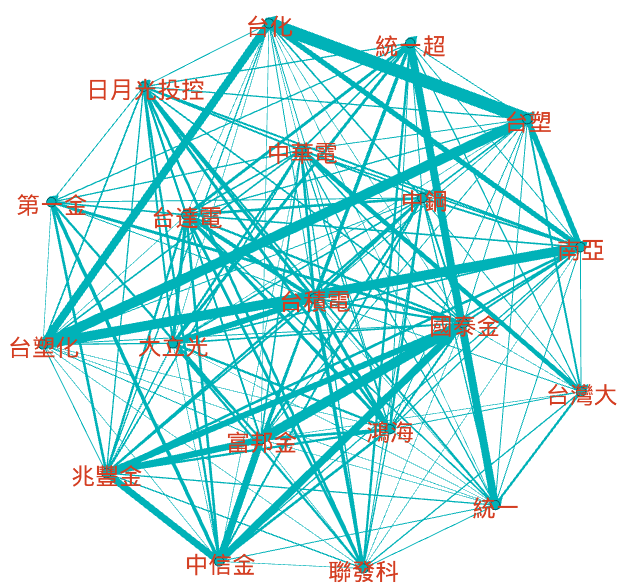 台化
統一超
日月光投控
台塑
中華電
第一金
台達電
中鋼
南亞
台積電
國泰金
台塑化
大立光
台灣大
富邦金
鴻海
兆豐金
統一
中信金
聯發科